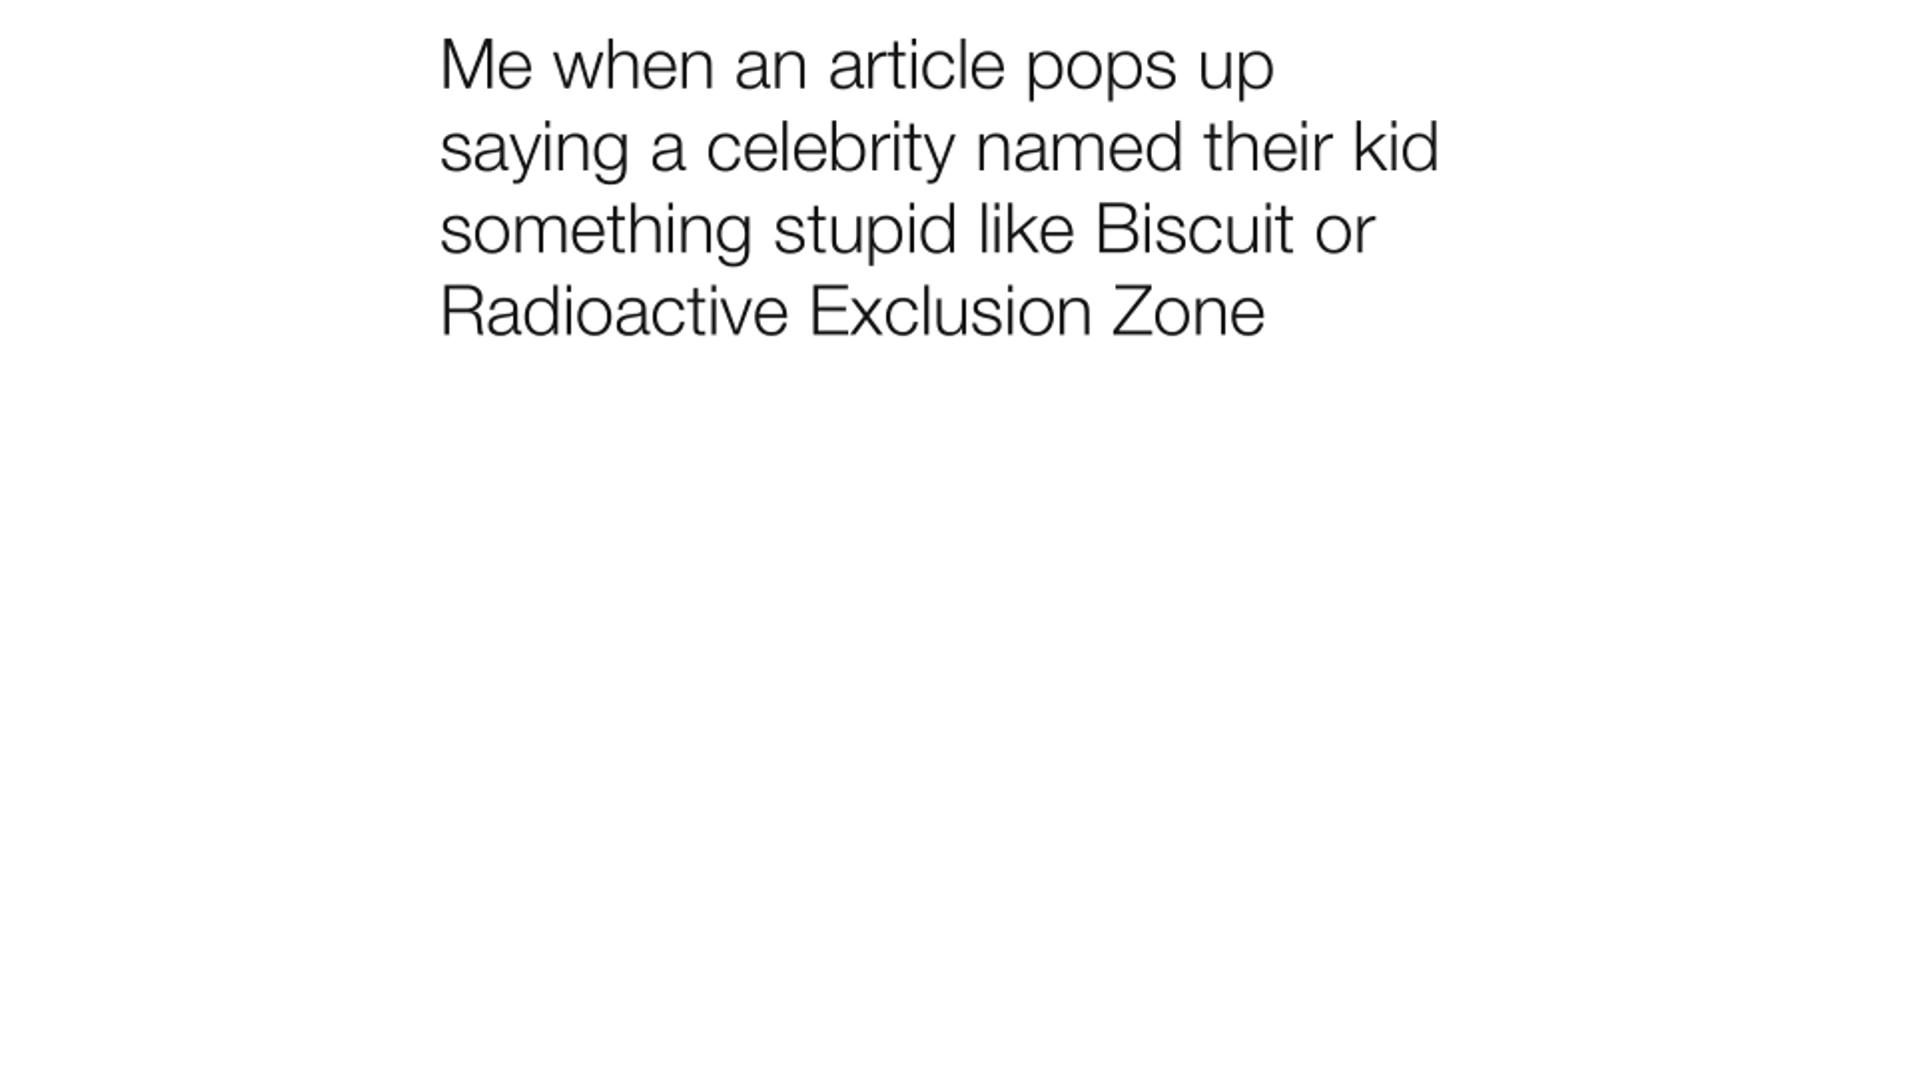 Me when an article pops up
saying a celebrity named their kid
something stupid like Biscuit or
Radioactive Exclusion Zone